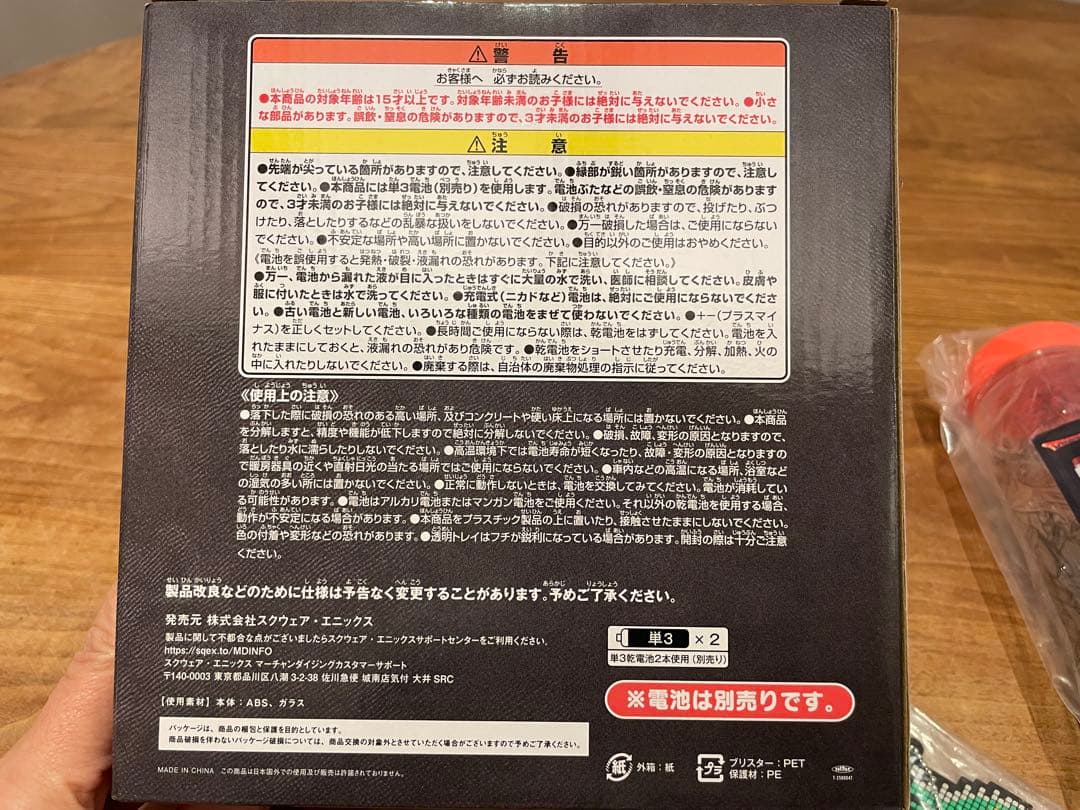 ⚠警告
お客様へ 必ずお読みください。
●本商品の対象年齢は15才以上です。対象年齢未満のお子様には絶対に与えないでください。●小さ
な部品があります。誤飲・窒息の危険がありますので、3才未満のお子様には絶対に与えないでください。
⚠注意
●先端が尖っている箇所がありますので、注意してください。●縁部が鋭い箇所がありますので、注意し
てください。●本商品には単3電池(別売り)を使用します。電池ぶたなどの誤飲・窒息の危険があります
ので、3才未満のお子様には絶対に与えないでください。●破損の恐れがありますので、投げたり、ぶつ
けたり、落としたりするなどの乱暴な扱いをしないでください。●万一破損した場合は、ご使用にならない
でください。●不安定な場所や高い場所に置かないでください。●目的以外のご使用はおやめください。
《電池を誤使用すると発熱・破裂・液漏れの恐れがあります。下記に注意してください。》
●万一、電池から漏れた液が目に入ったときはすぐに大量の水で洗い、医師に相談してください。皮膚や
服に付いたときは水で洗ってください。●充電式(ニカドなど)電池は、絶対にご使用にならないでください。
●古い電池と新しい電池、いろいろな種類の電池をまぜて使わないでください。●+−(プラスマイ
ナス)を正しくセットしてください。●長時間ご使用にならない際は、乾電池をはずしてください。電池を入
れたままにしておくと、液漏れの恐れがあり危険です。●乾電池をショートさせたり充電、分解、加熱、火の
中に入れたりしないでください。●廃棄する際は、自治体の廃棄物処理の指示に従ってください。
《使用上の注意》
●落下した際に破損の恐れのある高い場所、及びコンクリートや硬い床上になる場所には置かないでください。●本商品
を分解しますと、精度や機能が低下しますので絶対に分解しないでください。●破損、故障、変形の原因となりますので、
落としたり水に濡らしたりしないでください。●高温環境下では電池寿命が短くなったり、故障・変形の原因となりますの
で暖房器具の近くや直射日光の当たる場所ではご使用にならないでください。●車内などの高温になる場所、浴室など
の湿気の多い所には置かないでください。●正常に動作しないときは、電池を交換してみてください。電池が消耗してい
る可能性があります。●電池はアルカリ電池またはマンガン電池をご使用ください。それ以外の乾電池を使用する場合、
動作が不安定になる場合があります。●本商品をプラスチック製品の上に置いたり、接触させたままにしないでください。
色の付着や変形などの恐れがあります。●透明トレイはフチが鋭利になっている場合があります。開封の際は十分ご注意
ください。
製品改良などのために仕様は予告なく変更することがあります。予めご了承ください。
発売元 株式会社スクウェア・エニックス
製品に関して不都合な点がございましたらスクウェア・エニックスサポートセンターをご利用ください。
https://sqex.to/MDINFO
スクウェア・エニックス マーチャンダイジングカスタマーサポート
〒140-0003 東京都品川区八潮 3-2-38 佐川急便 城南店気付 大井 SRC
【使用素材】本体：ABS、ガラス
単3 × 2
単3乾電池2本使用(別売り)
※電池は別売りです。
パッケージは、商品の梱包と保護を目的としています。
商品破損を伴わないパッケージ破損については、商品交換の対象外とさせていただく場合がございますので予めご了承ください。
MADE IN CHINA この商品は日本国外での使用及び販売は許諾されておりません。
紙 外箱：紙
プラ ブリスター：PET
保護材：PE